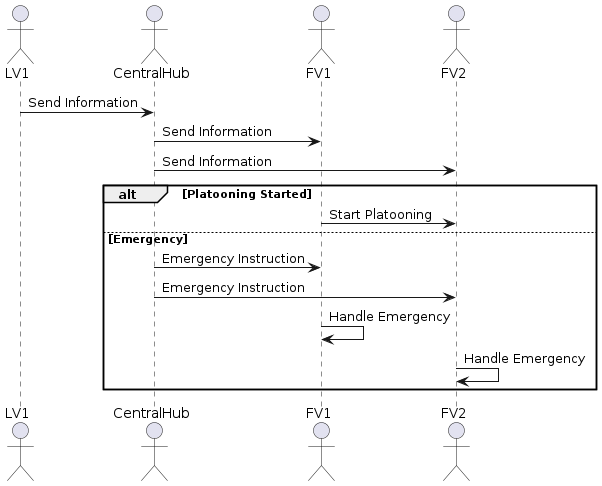 LV1 CentralHub FV1 FV2
Send Information
Send Information
Send Information
alt [Platooning Started]
Start Platooning
[Emergency]
Emergency Instruction
Emergency Instruction
Handle Emergency
Handle Emergency
LV1 CentralHub FV1 FV2